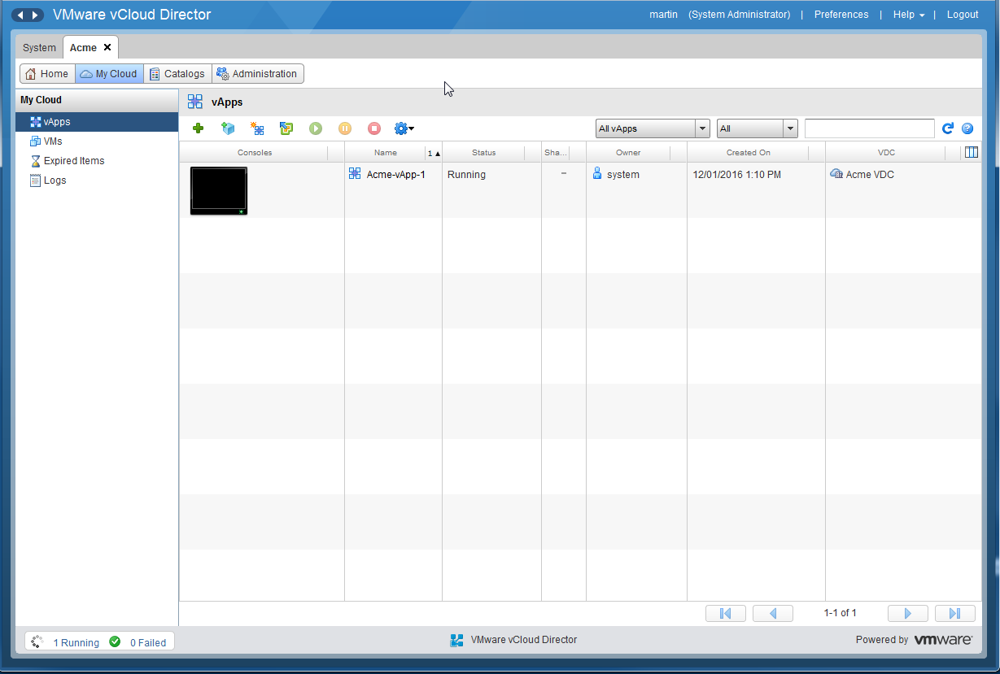 VMware vCloud Director
martin (System Administrator) | Preferences | Help | Logout
System Acme
Home My Cloud Catalogs Administration
My Cloud
vApps
VMs
Expired Items
Logs
vApps
All vApps All
Consoles Name 1 Status Sha... Owner Created On VDC
Acme-vApp-1 Running – system 12/01/2016 1:10 PM Acme VDC
1-1 of 1
1 Running 0 Failed
VMware vCloud Director
Powered by vmware